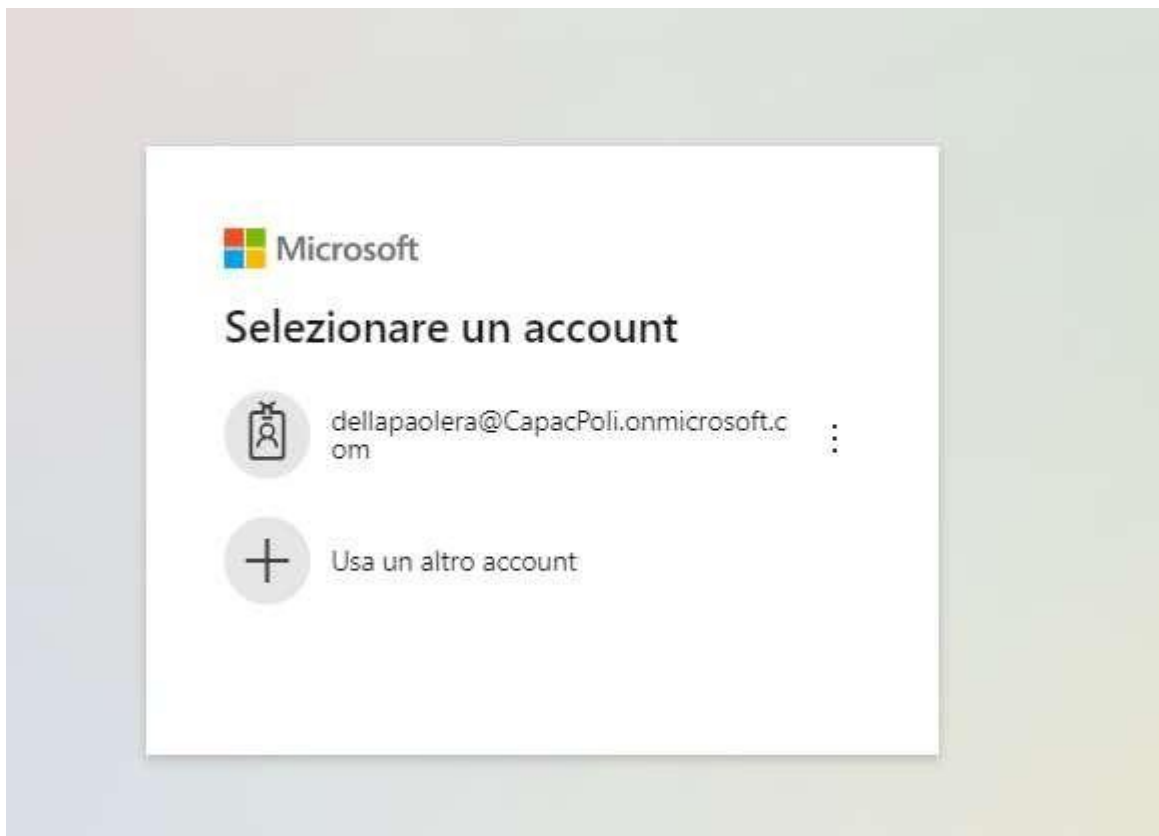 Microsoft
Selezionare un account
dellapaolera@CapacPoli.onmicrosoft.c
om
Usa un altro account